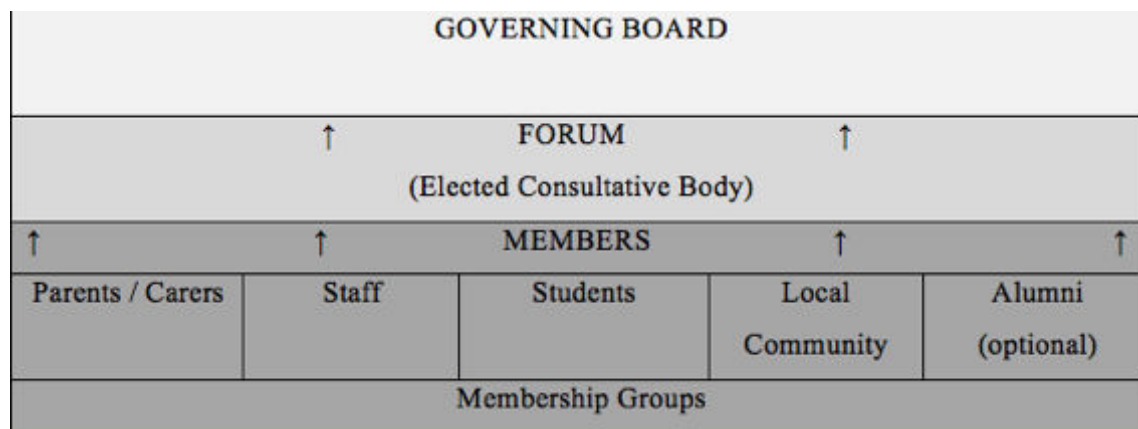 GOVERNING BOARD
↑ FORUM ↑
(Elected Consultative Body)
↑ ↑ MEMBERS ↑ ↑
Parents / Carers Staff Students Local Community Alumni (optional)
Membership Groups